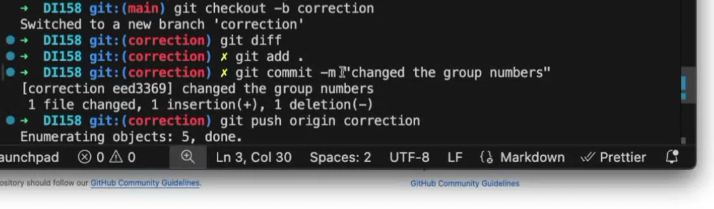 → DI158 git:(main) git checkout -b correction
Switched to a new branch 'correction'
→ DI158 git:(correction) git diff
→ DI158 git:(correction) ✗ git add .
→ DI158 git:(correction) ✗ git commit -m "changed the group numbers"
[correction eed3369] changed the group numbers
1 file changed, 1 insertion(+), 1 deletion(-)
→ DI158 git:(correction) git push origin correction
Enumerating objects: 5, done.
aunchpad 0 0 Ln 3, Col 30 Spaces: 2 UTF-8 LF Markdown Prettier
ository should follow our GitHub Community Guidelines. GitHub Community Guidelines